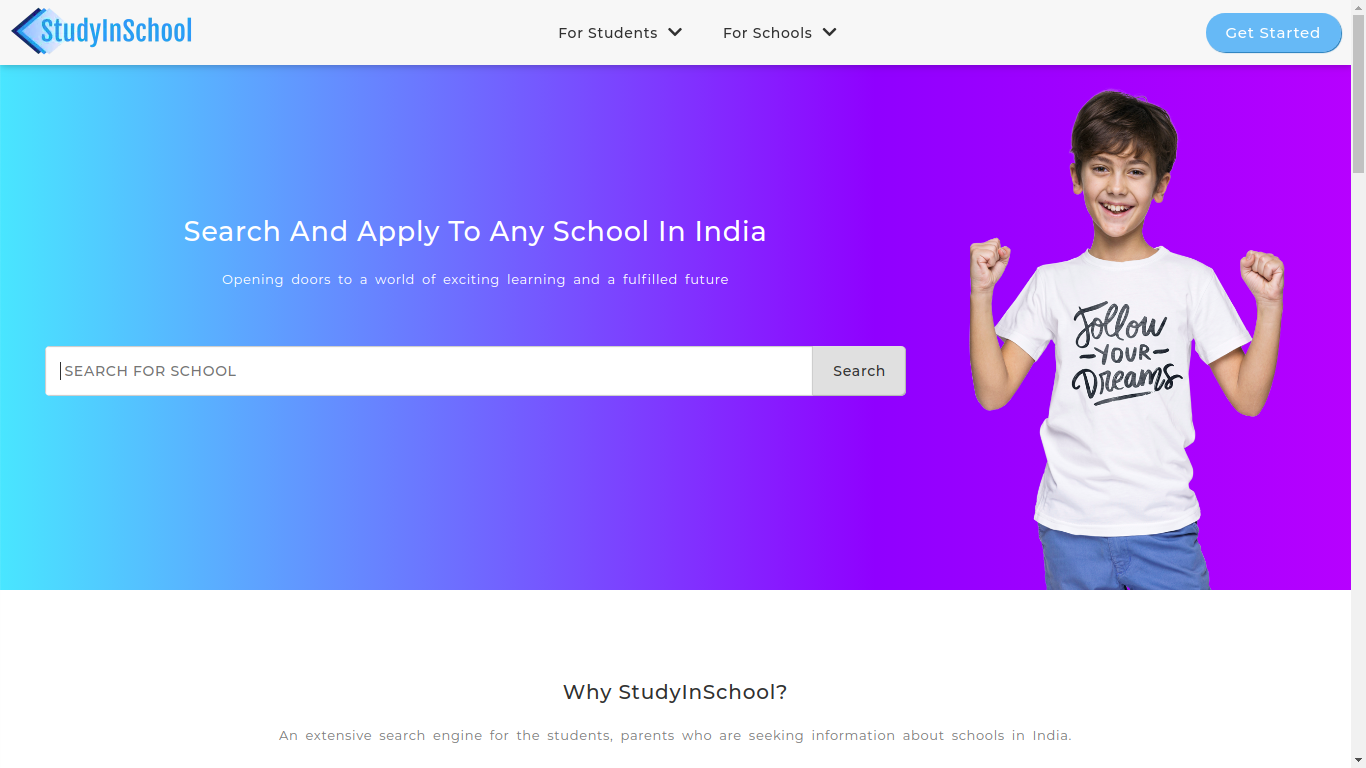 StudyInSchool
For Students
For Schools
Get Started
Search And Apply To Any School In India
Opening doors to a world of exciting learning and a fulfilled future
SEARCH FOR SCHOOL
Search
Follow
YOUR
Dreams
Why StudyInSchool?
An extensive search engine for the students, parents who are seeking information about schools in India.